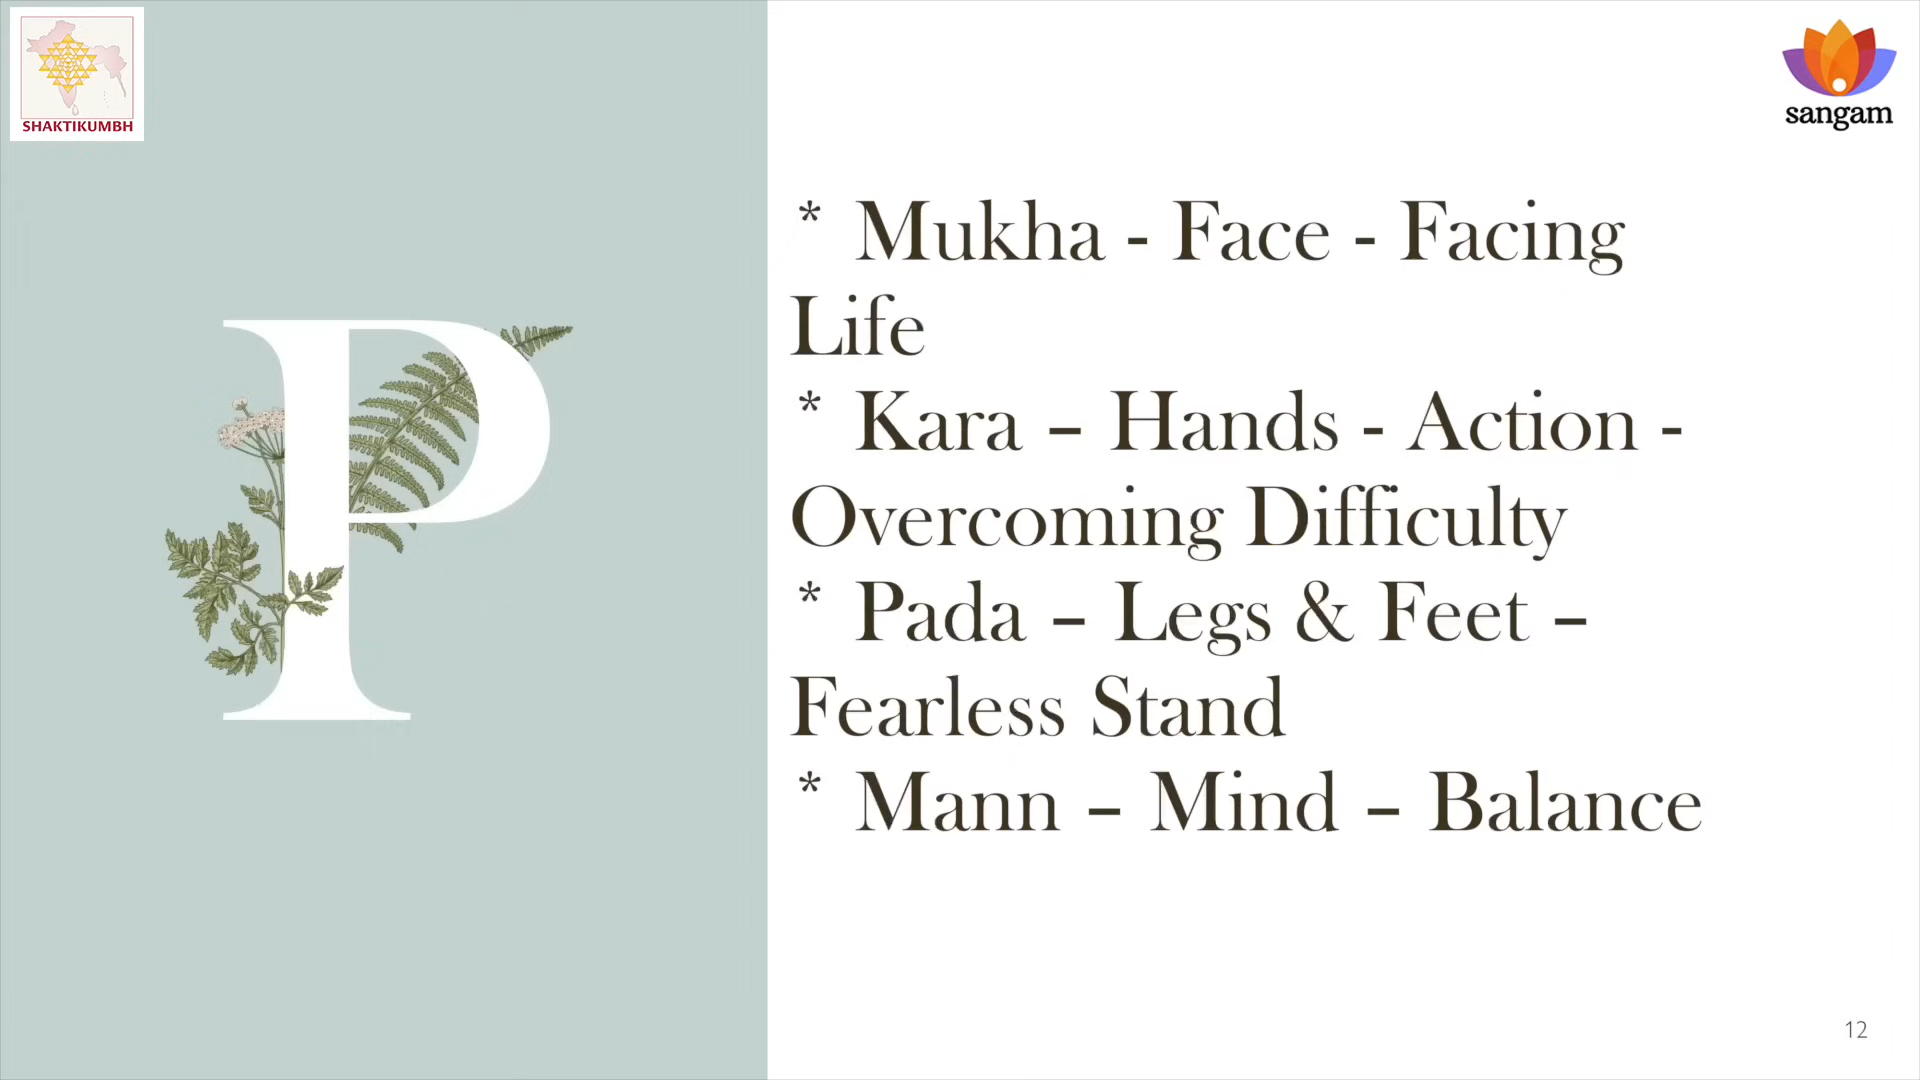 SHAKTIKUMBH
sangam
P
* Mukha - Face - Facing
Life
* Kara – Hands - Action -
Overcoming Difficulty
* Pada – Legs & Feet –
Fearless Stand
* Mann – Mind – Balance
12